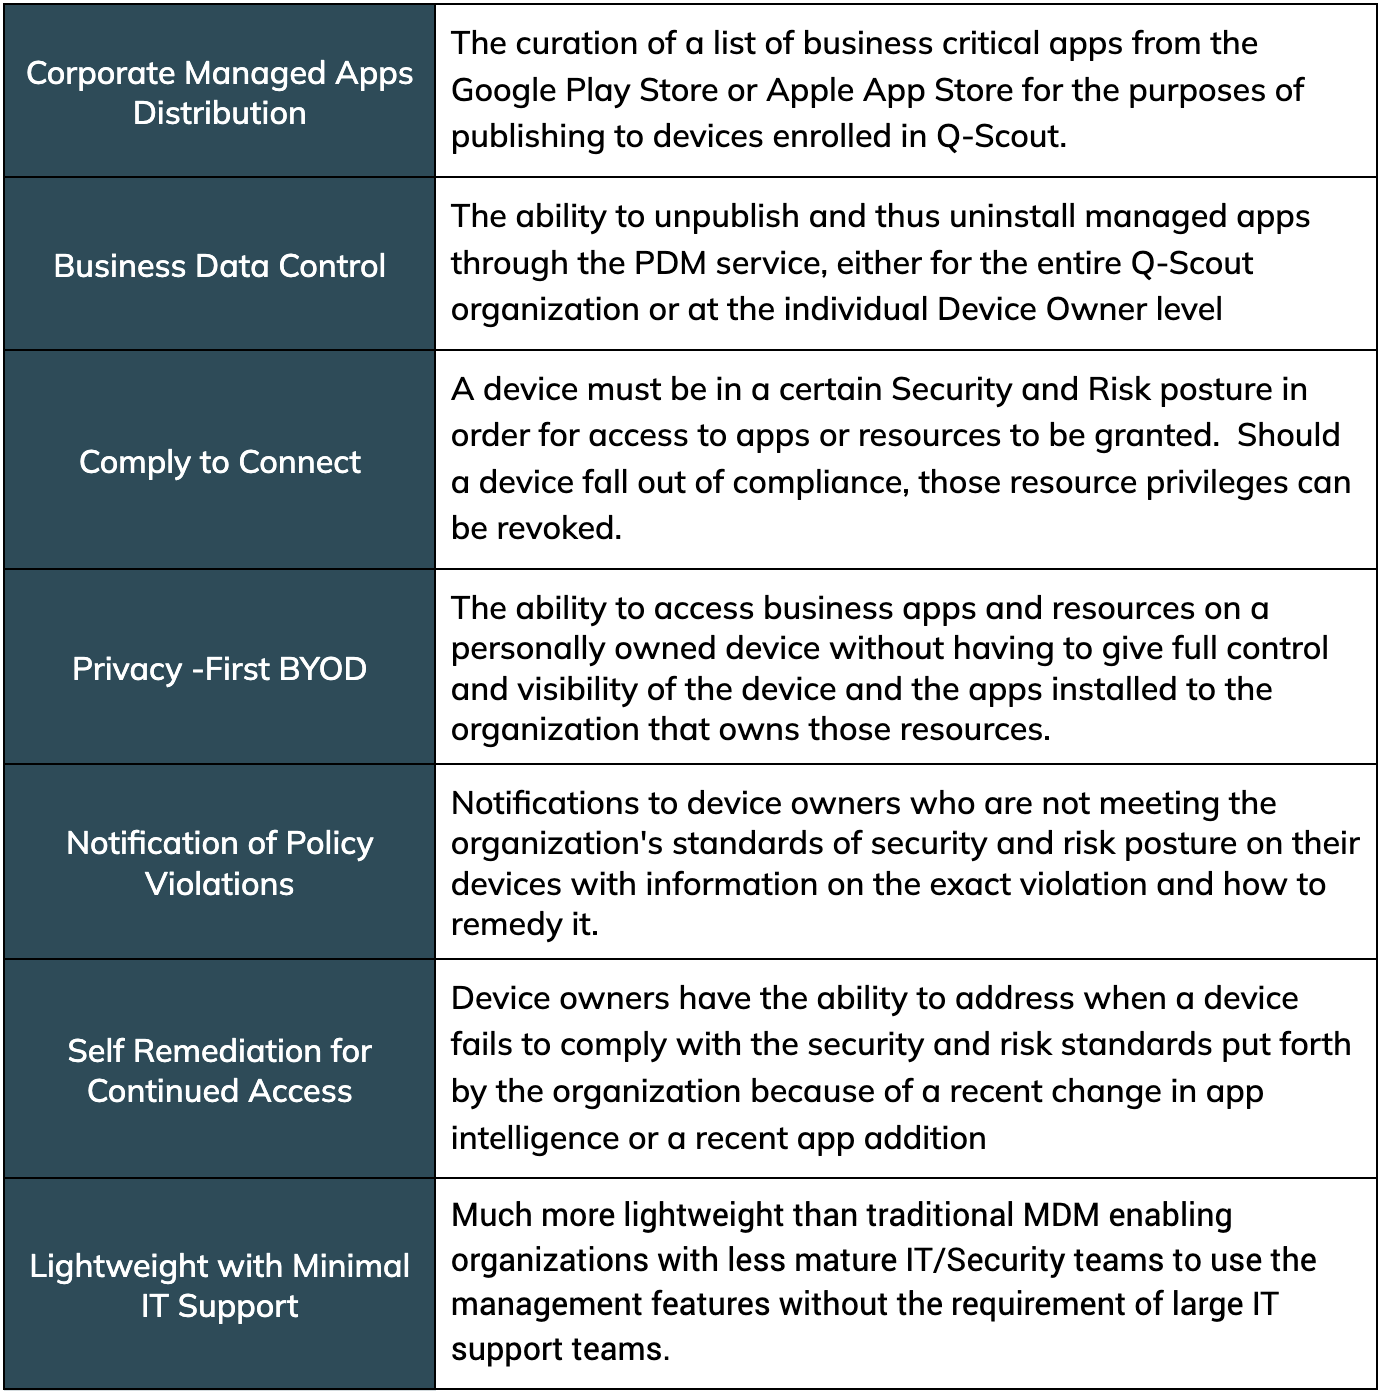 Corporate Managed Apps
Distribution
The curation of a list of business critical apps from the
Google Play Store or Apple App Store for the purposes of
publishing to devices enrolled in Q-Scout.
Business Data Control
The ability to unpublish and thus uninstall managed apps
through the PDM service, either for the entire Q-Scout
organization or at the individual Device Owner level
Comply to Connect
A device must be in a certain Security and Risk posture in
order for access to apps or resources to be granted.  Should
a device fall out of compliance, those resource privileges can
be revoked.
Privacy -First BYOD
The ability to access business apps and resources on a
personally owned device without having to give full control
and visibility of the device and the apps installed to the
organization that owns those resources.
Notification of Policy
Violations
Notifications to device owners who are not meeting the
organization's standards of security and risk posture on their
devices with information on the exact violation and how to
remedy it.
Self Remediation for
Continued Access
Device owners have the ability to address when a device
fails to comply with the security and risk standards put forth
by the organization because of a recent change in app
intelligence or a recent app addition
Lightweight with Minimal
IT Support
Much more lightweight than traditional MDM enabling
organizations with less mature IT/Security teams to use the
management features without the requirement of large IT
support teams.